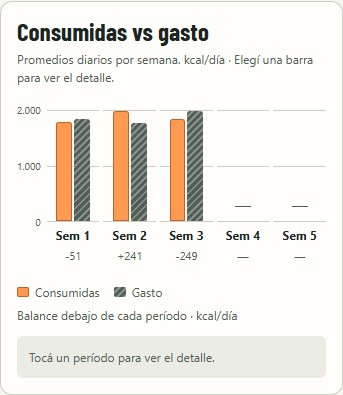 Consumidas vs gasto
Promedios diarios por semana. kcal/día · Elegí una barra
para ver el detalle.
2.000
1.000
0
— —
Sem 1 Sem 2 Sem 3 Sem 4 Sem 5
-51 +241 -249 — —
Consumidas Gasto
Balance debajo de cada período · kcal/día
Tocá un período para ver el detalle.